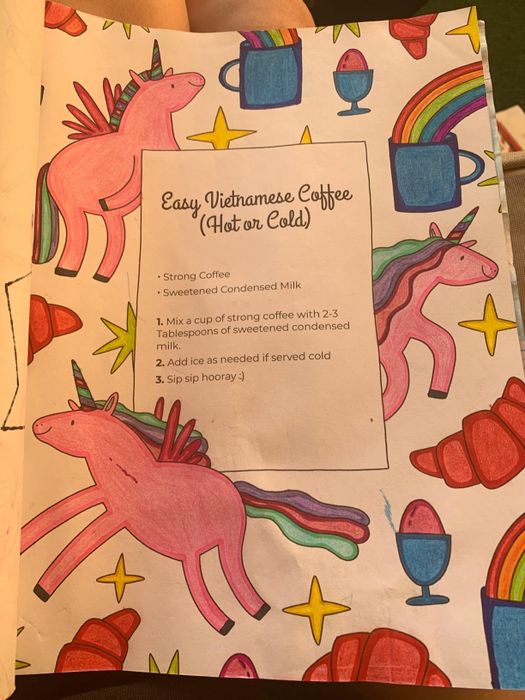 Easy Vietnamese Coffee
(Hot or Cold)
• Strong Coffee
• Sweetened Condensed Milk
1. Mix a cup of strong coffee with 2-3
Tablespoons of sweetened condensed
milk.
2. Add ice as needed if served cold
3. Sip sip hooray :)